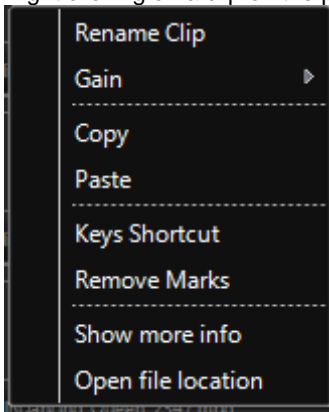 Rename Clip
Gain
Copy
Paste
Keys Shortcut
Remove Marks
Show more info
Open file location